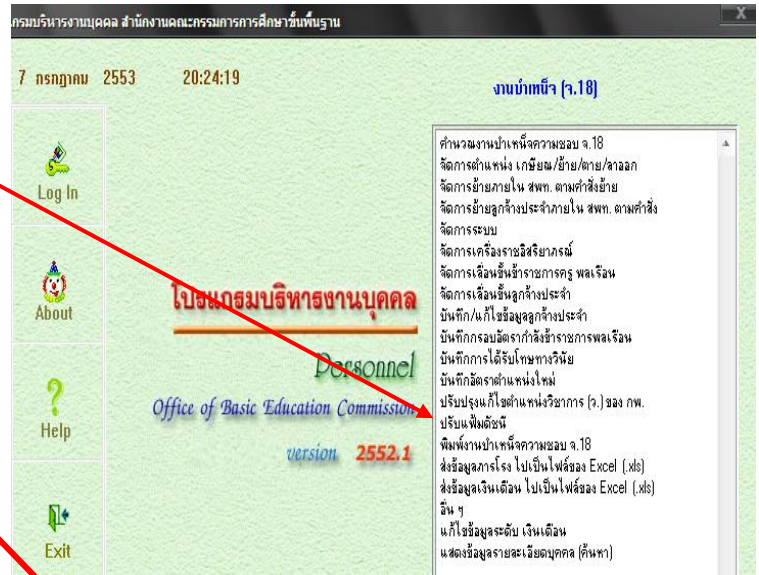 กรมบริหารงานบุคคล สำนักงานคณะกรรมการการศึกษาขั้นพื้นฐาน
X
7 กรกฎาคม 2553 20:24:19
งานบำเหน็จ (จ.18)
Log In
About
Help
Exit
โปรแกรมบริหารงานบุคคล
Personnel
Office of Basic Education Commission
version 2552.1
คำนวณงานบำเหน็จความชอบ จ.18
จัดการตำแหน่ง เกษียณ/ย้าย/ตาย/ลาออก
จัดการย้ายภายใน สพท. ตามคำสั่งย้าย
จัดการย้ายลูกจ้างประจำภายใน สพท. ตามคำสั่ง
จัดการระบบ
จัดการเครื่องราชอิสริยาภรณ์
จัดการเลื่อนขั้นข้าราชการครู พลเรือน
จัดการเลื่อนขั้นลูกจ้างประจำ
บันทึก/แก้ไขข้อมูลลูกจ้างประจำ
บันทึกกรอบอัตรากำลังข้าราชการพลเรือน
บันทึกการได้รับโทษทางวินัย
บันทึกอัตราตำแหน่งใหม่
ปรับปรุงแก้ไขตำแหน่งวิชาการ (ว.) ของ กพ.
ปรับแฟ้มดัชนี
พิมพ์งานบำเหน็จความชอบ จ.18
ส่งข้อมูลภารโรง ไปเป็นไฟล์ของ Excel (.xls)
ส่งข้อมูลเงินเดือน ไปเป็นไฟล์ของ Excel (.xls)
อื่น ๆ
แก้ไขข้อมูลระดับ เงินเดือน
แสดงข้อมูลรายละเอียดบุคคล (ค้นหา)